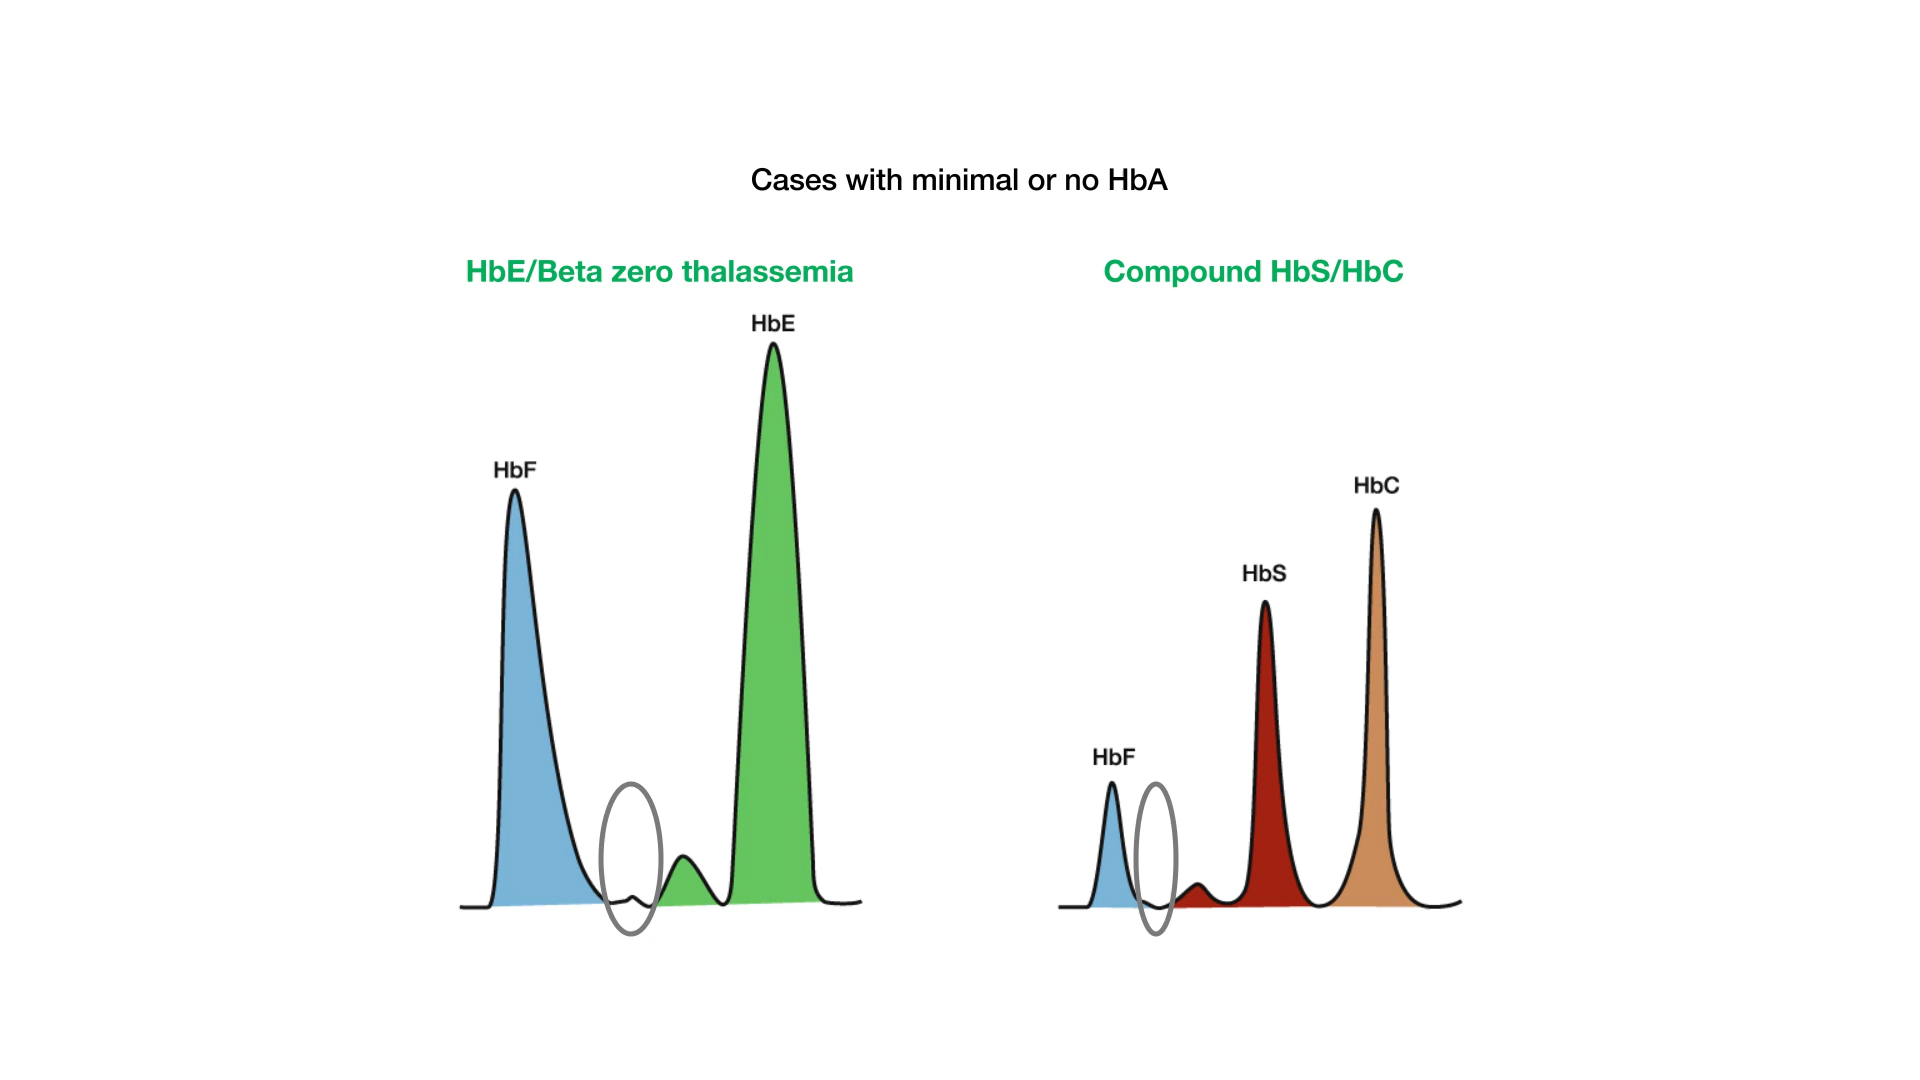 Cases with minimal or no HbA
HbE/Beta zero thalassemia
HbF
HbE
Compound HbS/HbC
HbF
HbS
HbC